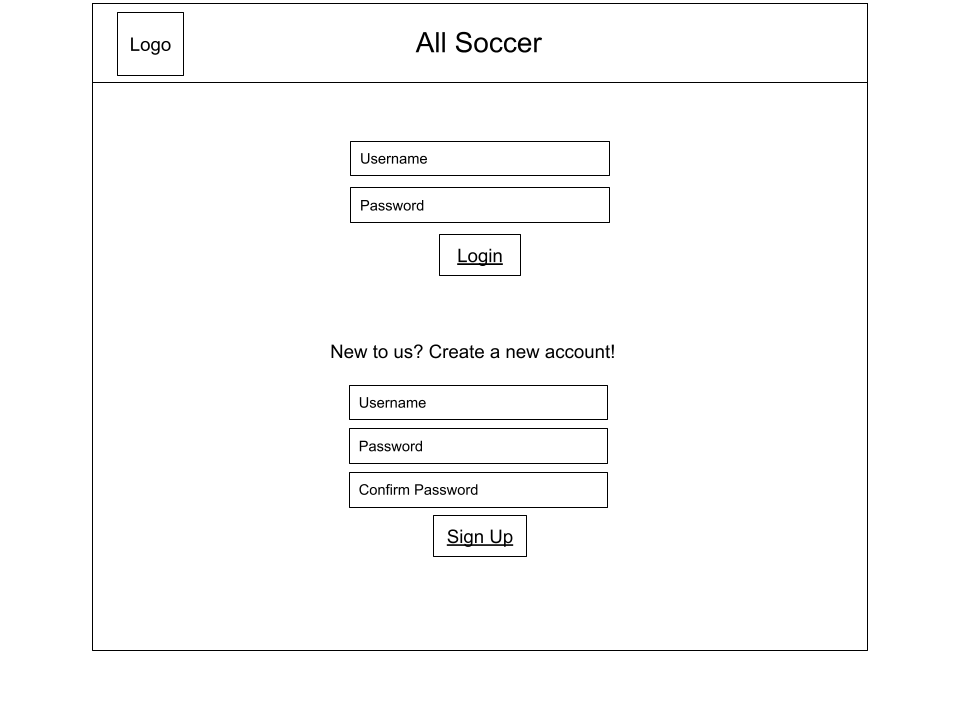 Logo
All Soccer
Username
Password
Login
New to us? Create a new account!
Username
Password
Confirm Password
Sign Up